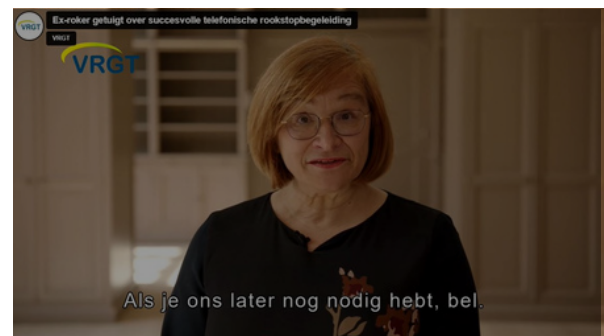 VRGT
Ex-roker getuigt over succesvolle telefonische rookstopbegeleiding
VRGT
VRGT
Als je ons later nog nodig hebt, bel.